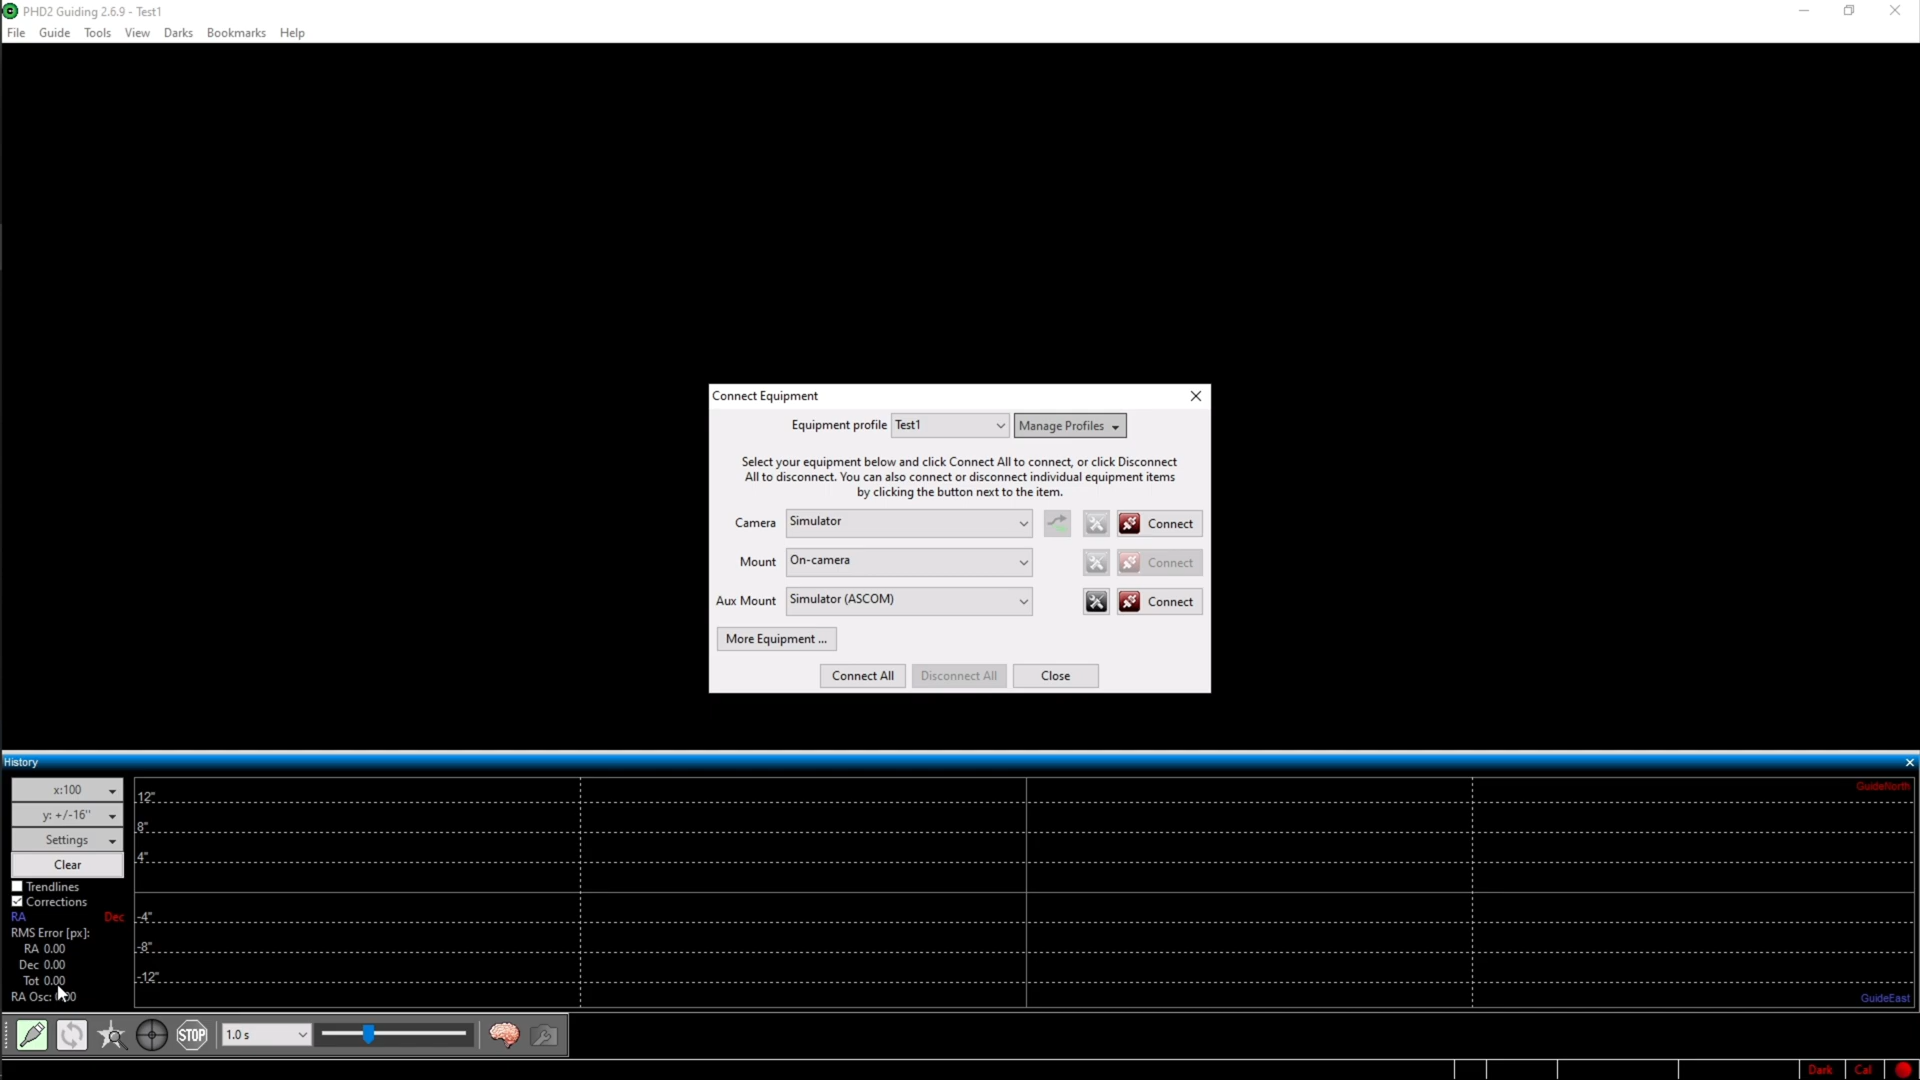 PHD2 Guiding 2.6.9 - Test1
File Guide Tools View Darks Bookmarks Help
Connect Equipment
Equipment profile Test1 Manage Profiles
Select your equipment below and click Connect All to connect, or click Disconnect
All to disconnect. You can also connect or disconnect individual equipment items
by clicking the button next to the item.
Camera Simulator Connect
Mount On-camera Connect
Aux Mount Simulator (ASCOM) Connect
More Equipment ...
Connect All Disconnect All Close
History
x:100
y: +/-16"
Settings
Clear
Trendlines
Corrections
RA Dec
RMS Error [px]:
RA 0.00
Dec 0.00
Tot 0.00
RA Osc:
12"
8"
4"
-4"
-8"
-12"
GuideNorth
GuideEast
STOP 1.0 s
Dark Cal